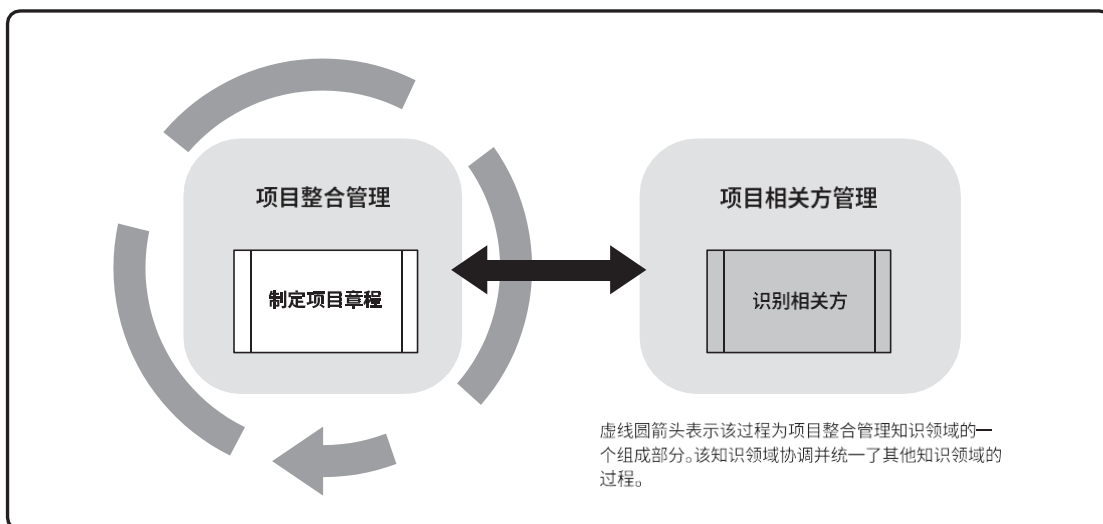 项目整合管理
项目相关方管理
制定项目章程
识别相关方
虚线圆箭头表示该过程为项目整合管理知识领域的一
个组成部分。该知识领域协调并统一了其他知识领域的
过程。